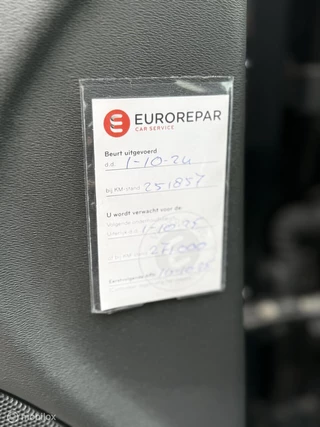 EUROREPAR
CAR SERVICE
Beurt uitgevoerd
d.d. 1-10-24
bij KM-stand 251857
U wordt verwacht voor de
1-10-25
271000